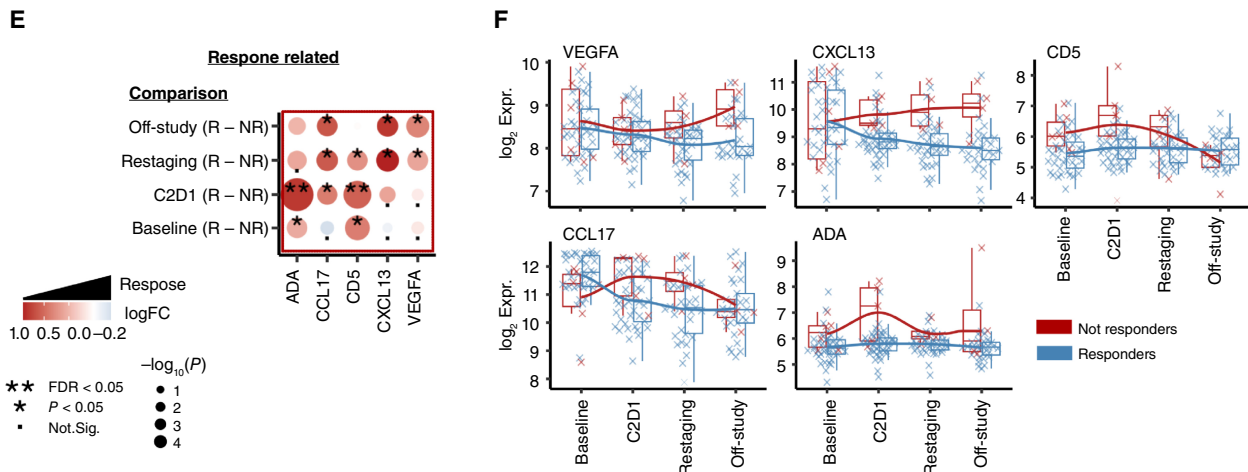 E
Respone related
Comparison
Off-study (R – NR)
* * *
Restaging (R – NR)
* * * *
C2D1 (R – NR)
** * **
Baseline (R – NR)
* *
ADA
CCL17
CD5
CXCL13
VEGFA
Respose
logFC
1.0 0.5 0.0 –0.2
** FDR < 0.05
* P < 0.05
▪ Not.Sig.
–log10(P)
1
2
3
4
F
VEGFA
log2 Expr.
10
9
8
7
CXCL13
11
10
9
8
7
6
CD5
8
7
6
5
4
Baseline
C2D1
Restaging
Off-study
CCL17
log2 Expr.
12
11
10
9
8
Baseline
C2D1
Restaging
Off-study
ADA
9
8
7
6
5
4
Baseline
C2D1
Restaging
Off-study
Not responders
Responders